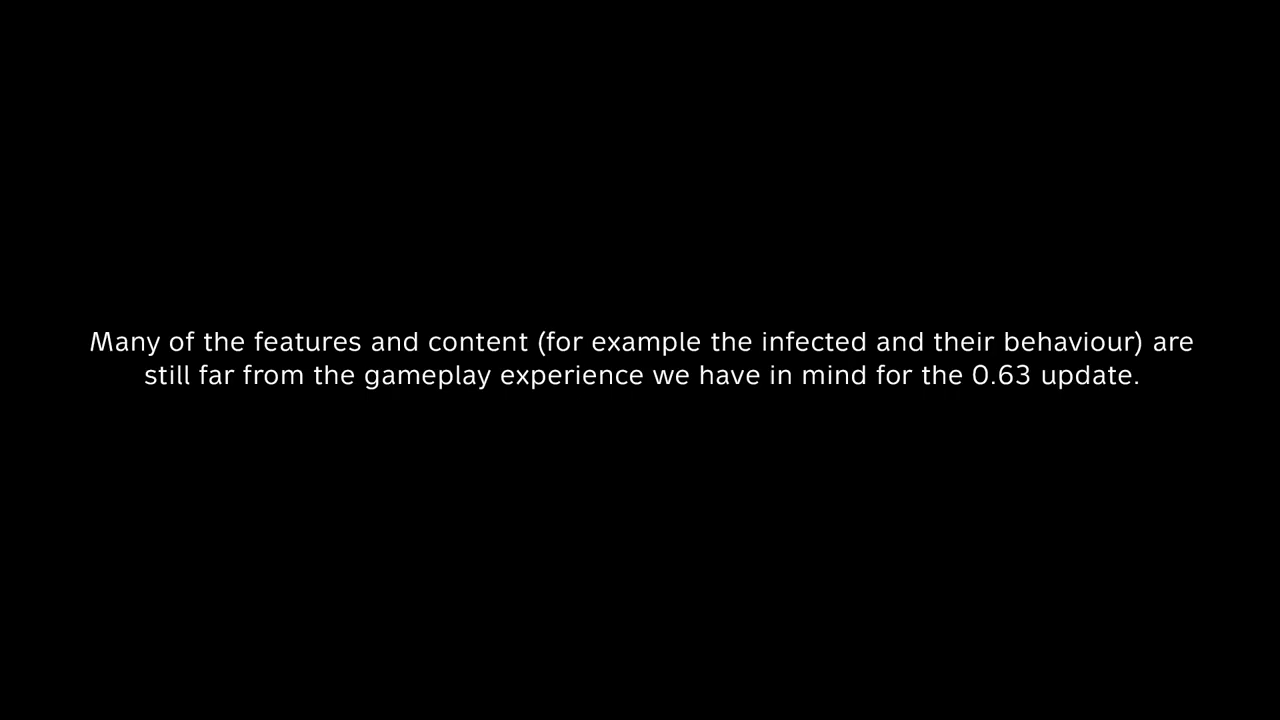 Many of the features and content (for example the infected and their behaviour) are
still far from the gameplay experience we have in mind for the 0.63 update.